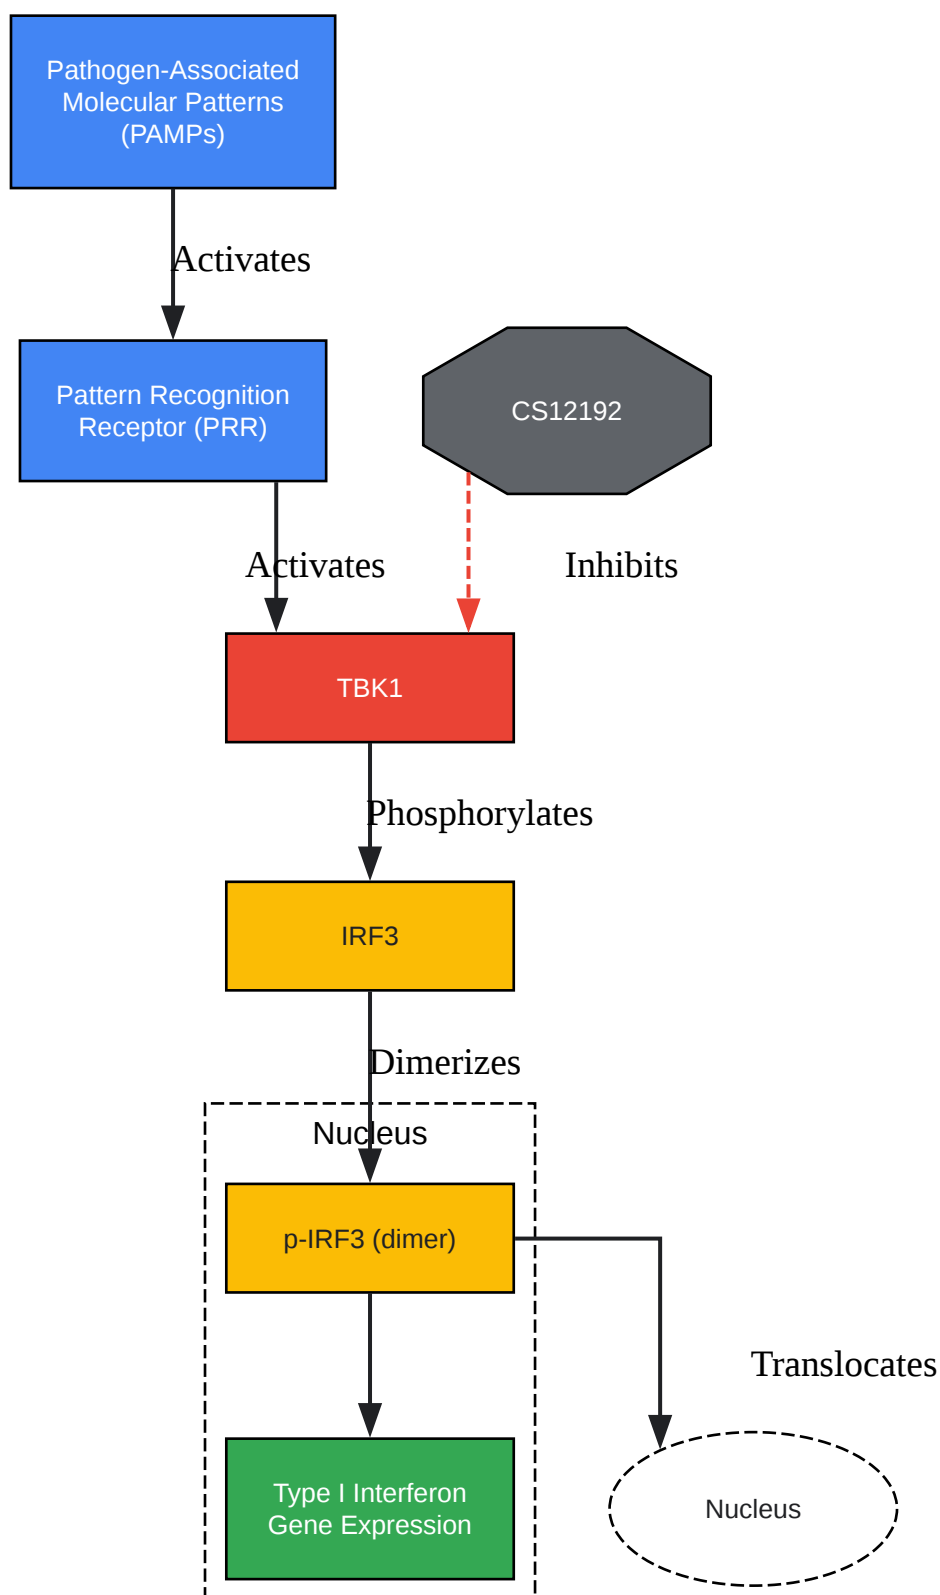 Pathogen-Associated
Molecular Patterns
(PAMPs)
Activates
Pattern Recognition
Receptor (PRR)
CS12192
Activates
Inhibits
TBK1
Phosphorylates
IRF3
Dimerizes
Nucleus
p-IRF3 (dimer)
Translocates
Type I Interferon
Gene Expression
Nucleus